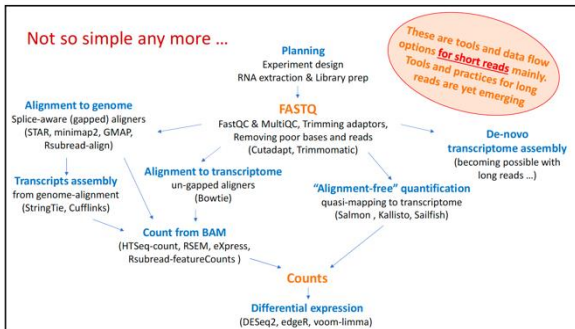 Not so simple any more …
Planning
Experiment design
RNA extraction & Library prep
These are tools and data flow
options for short reads mainly.
Tools and practices for long
reads are yet emerging
FASTQ
FastQC & MultiQC, Trimming adaptors,
Removing poor bases and reads
(Cutadapt, Trimmomatic)
Alignment to genome
Splice-aware (gapped) aligners
(STAR, minimap2, GMAP,
Rsubread-align)
De-novo
transcriptome assembly
(becoming possible with
long reads …)
Alignment to transcriptome
un-gapped aligners
(Bowtie)
Transcripts assembly
from genome-alignment
(StringTie, Cufflinks)
“Alignment-free” quantification
quasi-mapping to transcriptome
(Salmon , Kallisto, Sailfish)
Count from BAM
(HTSeq-count, RSEM, eXpress,
Rsubread-featureCounts )
Counts
Differential expression
(DESeq2, edgeR, voom-limma)